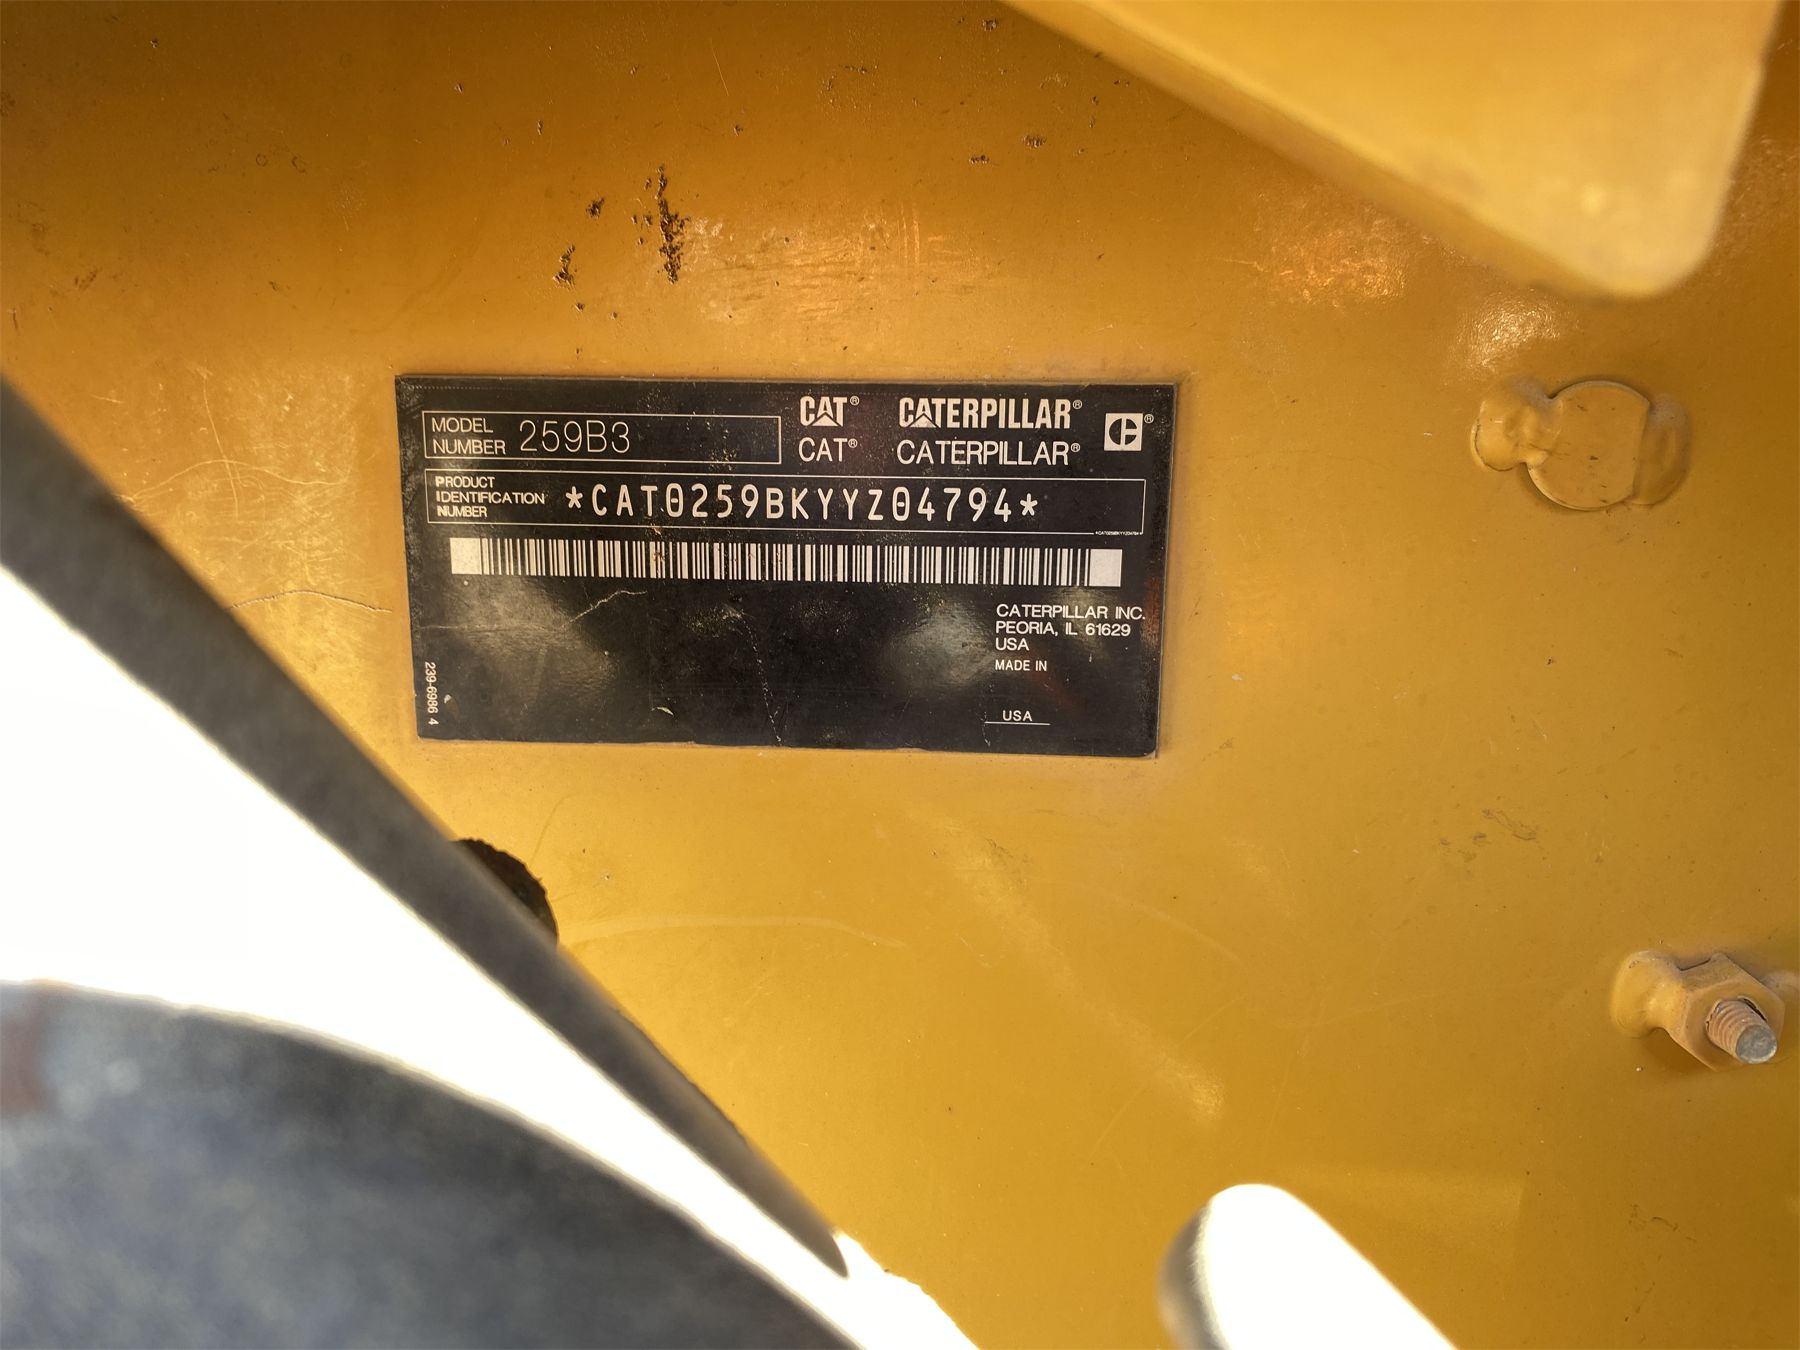 MODEL NUMBER 259B3
CAT® CATERPILLAR® ®
CAT® CATERPILLAR®
PRODUCT IDENTIFICATION NUMBER *CAT0259BKYYZ04794*
*CAT0259BKYYZ04794*
CATERPILLAR INC.
PEORIA, IL 61629
USA
MADE IN
USA
239-6986 4